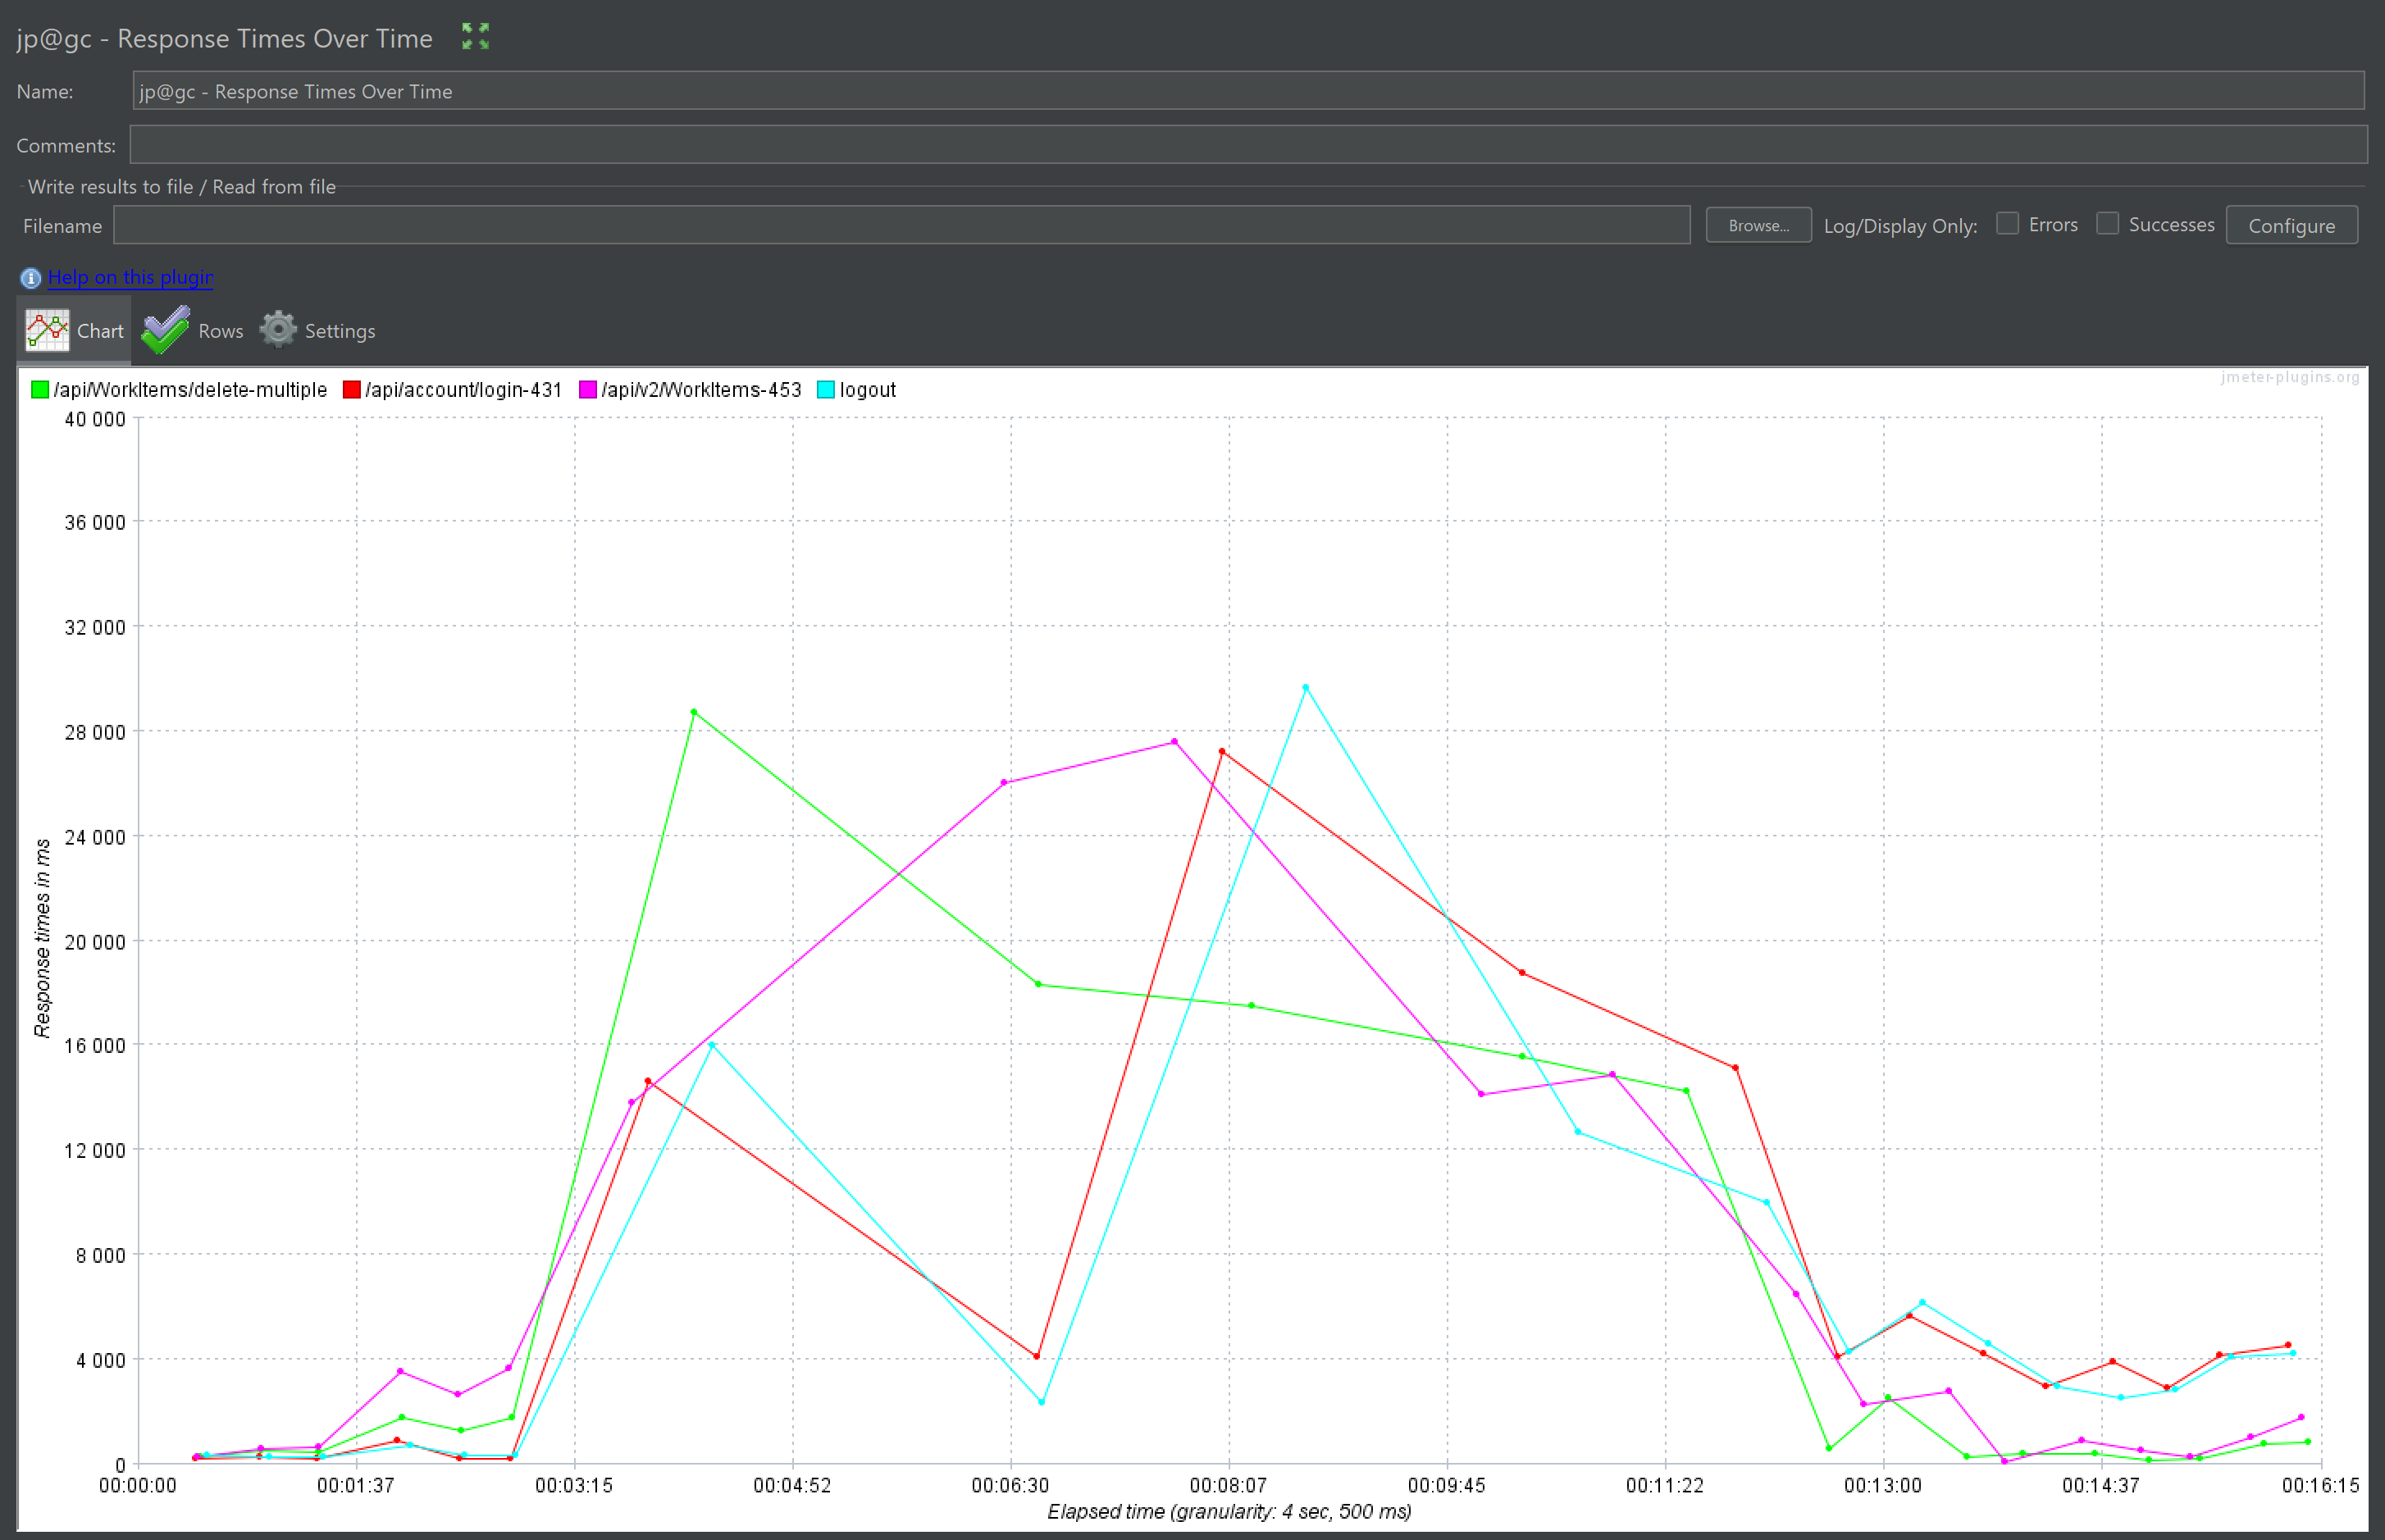 jp@gc - Response Times Over Time
Name: jp@gc - Response Times Over Time
Comments:
Write results to file / Read from file
Filename Browse... Log/Display Only: Errors Successes Configure
Help on this plugin
Chart Rows Settings
/api/WorkItems/delete-multiple /api/account/login-431 /api/v2/WorkItems-453 logout
jmeter-plugins.org
40 000
36 000
32 000
28 000
24 000
20 000
16 000
12 000
8 000
4 000
0
Response times in ms
00:00:00 00:01:37 00:03:15 00:04:52 00:06:30 00:08:07 00:09:45 00:11:22 00:13:00 00:14:37 00:16:15
Elapsed time (granularity: 4 sec, 500 ms)